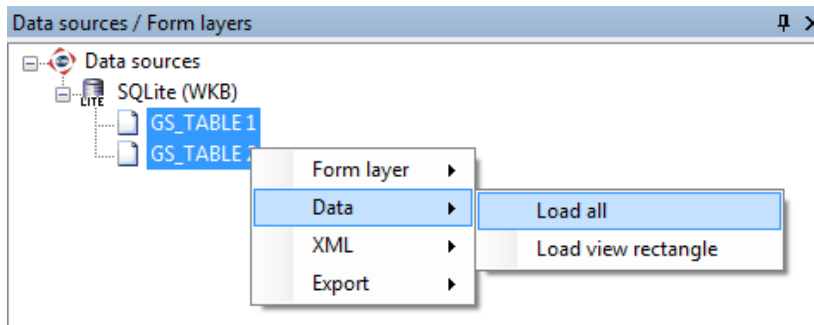 Data sources / Form layers
Data sources
LITE SQLite (WKB)
GS_TABLE 1
GS_TABLE
Form layer
Data
Load all
XML
Load view rectangle
Export